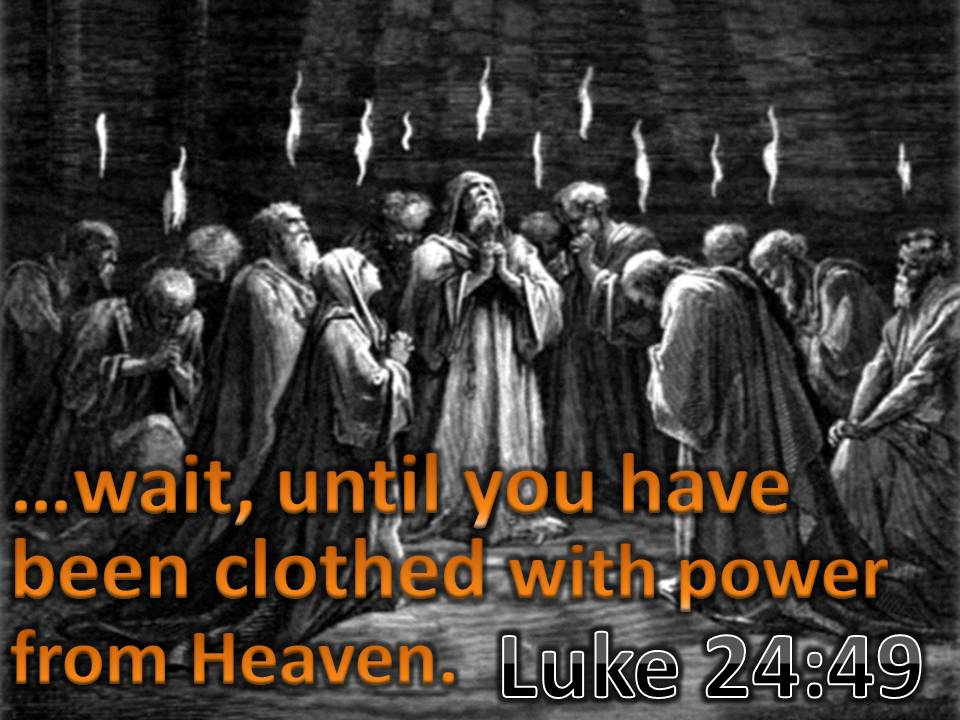 ...wait, until you have
been clothed with power
from Heaven. Luke 24:49